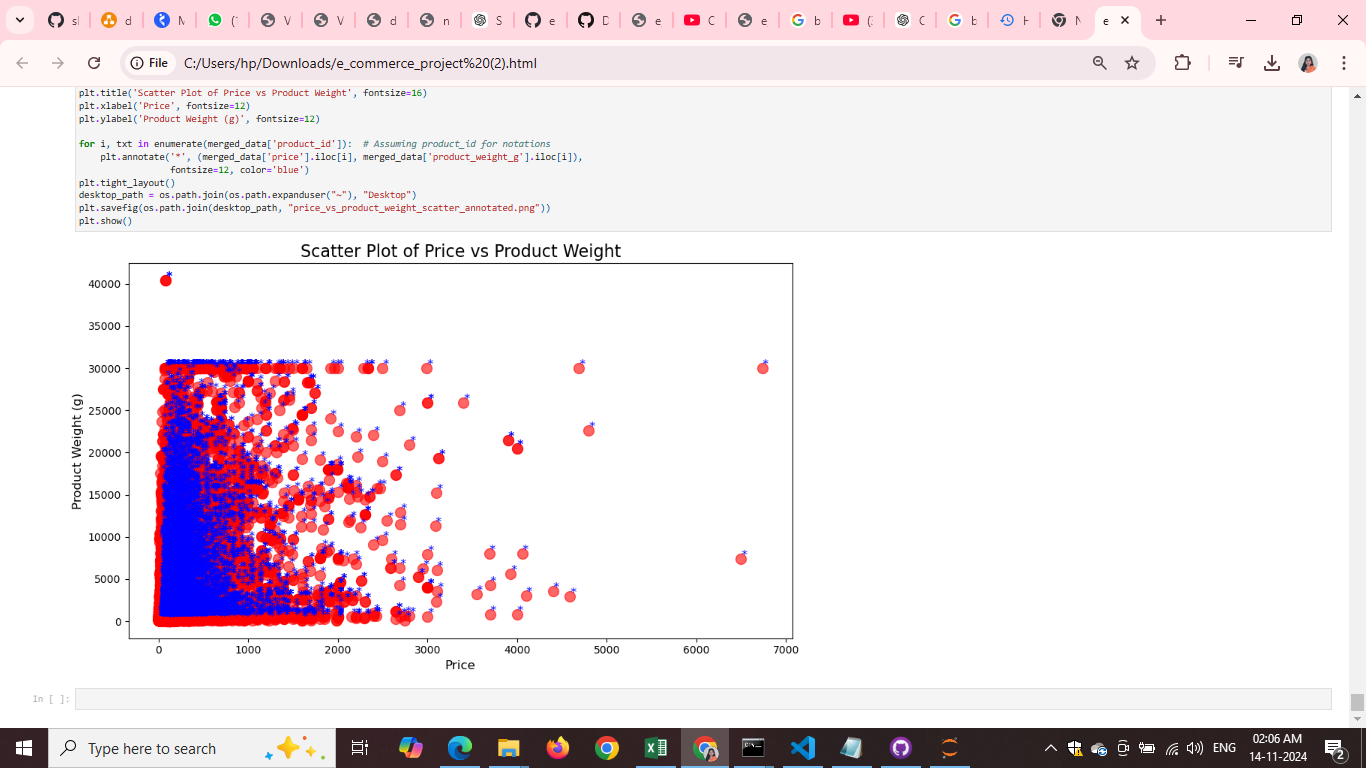 sl
d
M
(
V
V
d
n
S
e
D
e
C
e
b
(:
C
b
H
N
e
File
C:/Users/hp/Downloads/e_commerce_project%20(2).html
plt.title('Scatter Plot of Price vs Product Weight', fontsize=16)
plt.xlabel('Price', fontsize=12)
plt.ylabel('Product Weight (g)', fontsize=12)
for i, txt in enumerate(merged_data['product_id']):  # Assuming product_id for notations
    plt.annotate('*', (merged_data['price'].iloc[i], merged_data['product_weight_g'].iloc[i]),
                 fontsize=12, color='blue')
plt.tight_layout()
desktop_path = os.path.join(os.path.expanduser("~"), "Desktop")
plt.savefig(os.path.join(desktop_path, "price_vs_product_weight_scatter_annotated.png"))
plt.show()
Scatter Plot of Price vs Product Weight
40000
35000
30000
25000
20000
15000
10000
5000
0
Product Weight (g)
0 1000 2000 3000 4000 5000 6000 7000
Price
In [ ]:
Type here to search
ENG
02:06 AM
14-11-2024
2